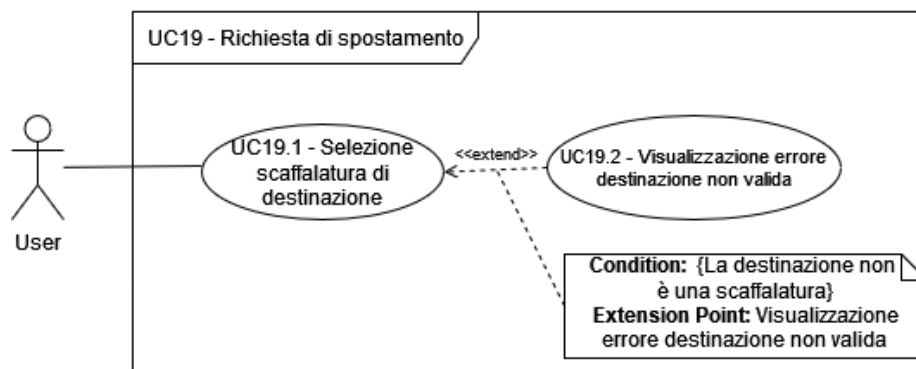 UC19 - Richiesta di spostamento
UC19.1 - Selezione
scaffalatura di
destinazione
<<extend>>
UC19.2 - Visualizzazione errore
destinazione non valida
User
Condition: {La destinazione non
è una scaffalatura}
Extension Point: Visualizzazione
errore destinazione non valida